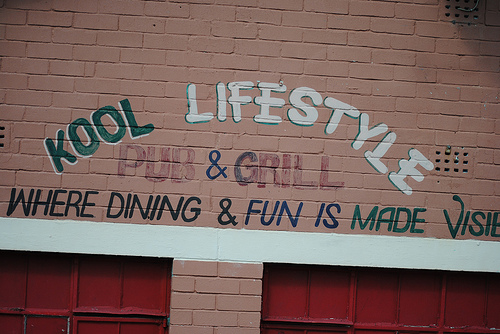 KOOL LIFESTYLE
PUB & GRILL
WHERE DINING & FUN IS MADE VISIB